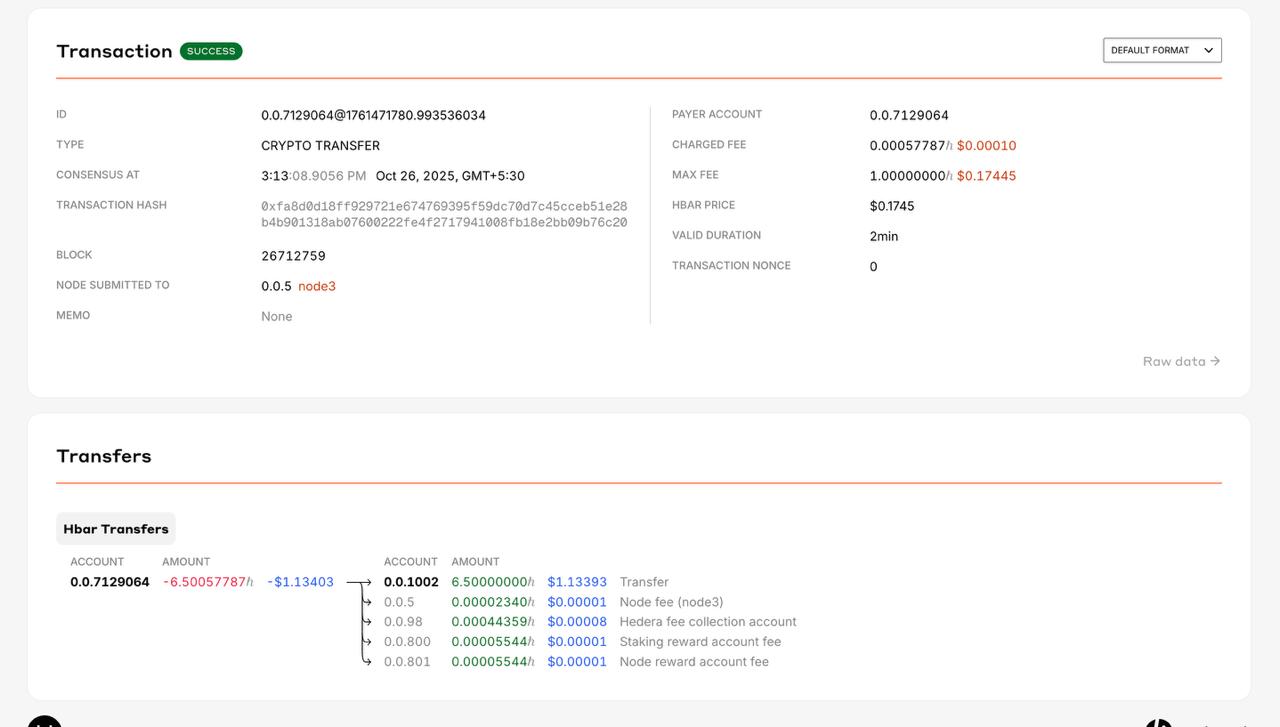 Transaction SUCCESS DEFAULT FORMAT
ID 0.0.7129064@1761471780.993536034
TYPE CRYPTO TRANSFER
CONSENSUS AT 3:13:08.9056 PM Oct 26, 2025, GMT+5:30
TRANSACTION HASH 0xfa8d0d18ff929721e674769395f59dc70d7c45cceb51e28
b4b901318ab07600222fe4f2717941008fb18e2bb09b76c20
BLOCK 26712759
NODE SUBMITTED TO 0.0.5 node3
MEMO None
PAYER ACCOUNT 0.0.7129064
CHARGED FEE 0.00057787ℏ $0.00010
MAX FEE 1.00000000ℏ $0.17445
HBAR PRICE $0.1745
VALID DURATION 2min
TRANSACTION NONCE 0
Raw data →
Transfers
Hbar Transfers
ACCOUNT AMOUNT ACCOUNT AMOUNT
0.0.7129064 -6.50057787ℏ -$1.13403 0.0.1002 6.50000000ℏ $1.13393 Transfer
0.0.5 0.00002340ℏ $0.00001 Node fee (node3)
0.0.98 0.00044359ℏ $0.00008 Hedera fee collection account
0.0.800 0.00005544ℏ $0.00001 Staking reward account fee
0.0.801 0.00005544ℏ $0.00001 Node reward account fee